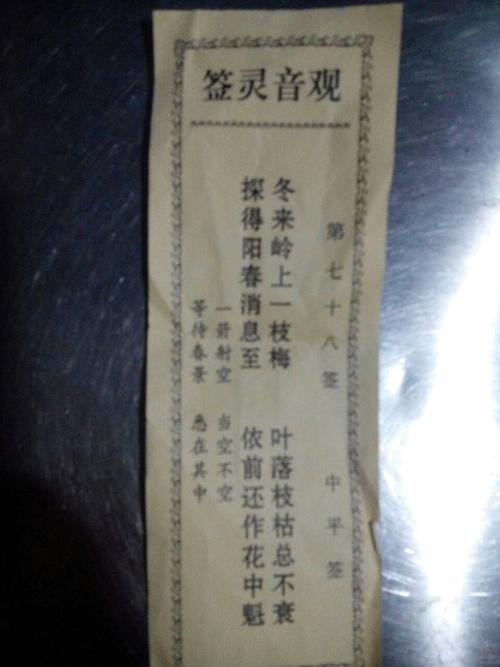 观音灵签
第七十八签 中平签
冬来岭上一枝梅 叶落枝枯总不衰
探得阳春消息至 依前还作花中魁
一箭射空 当空不空
等待春景 悉在其中